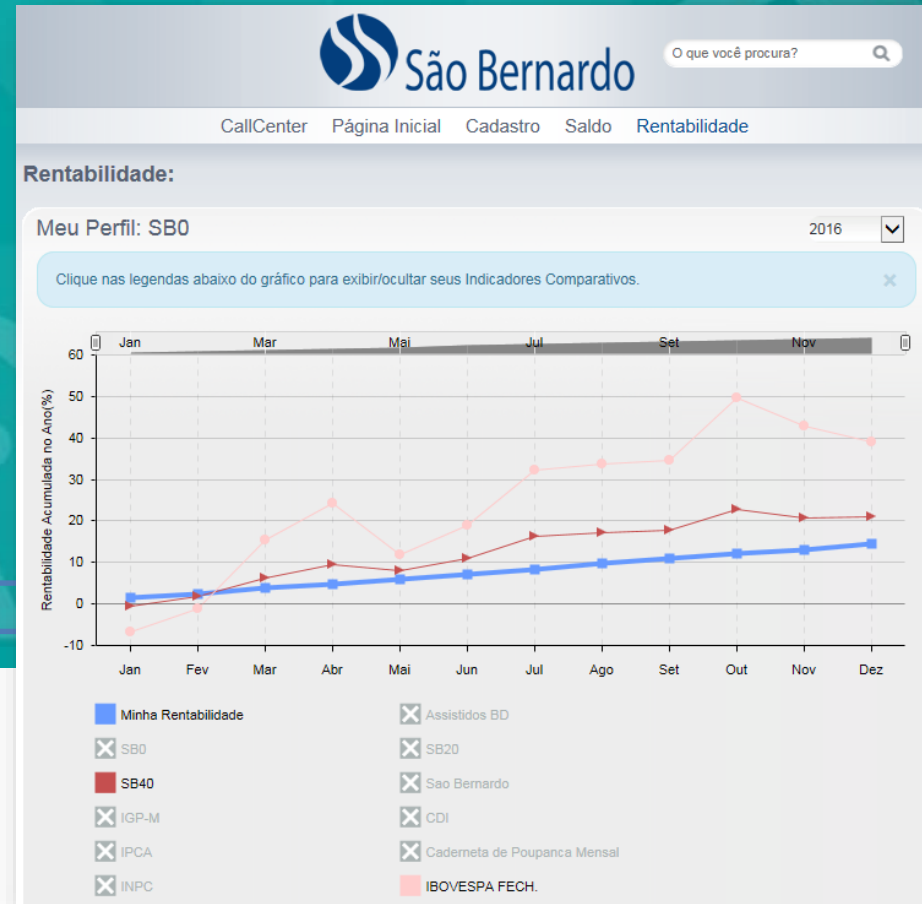 São Bernardo
O que você procura?
CallCenter Página Inicial Cadastro Saldo Rentabilidade
Rentabilidade:
Meu Perfil: SB0
2016
Clique nas legendas abaixo do gráfico para exibir/ocultar seus Indicadores Comparativos.
Jan Mar Mai Jul Set Nov
Rentabilidade Acumulada no Ano(%)
60
50
40
30
20
10
0
-10
Jan Fev Mar Abr Mai Jun Jul Ago Set Out Nov Dez
Minha Rentabilidade
Assistidos BD
SB0
SB20
SB40
Sao Bernardo
IGP-M
CDI
IPCA
Caderneta de Poupanca Mensal
INPC
IBOVESPA FECH.